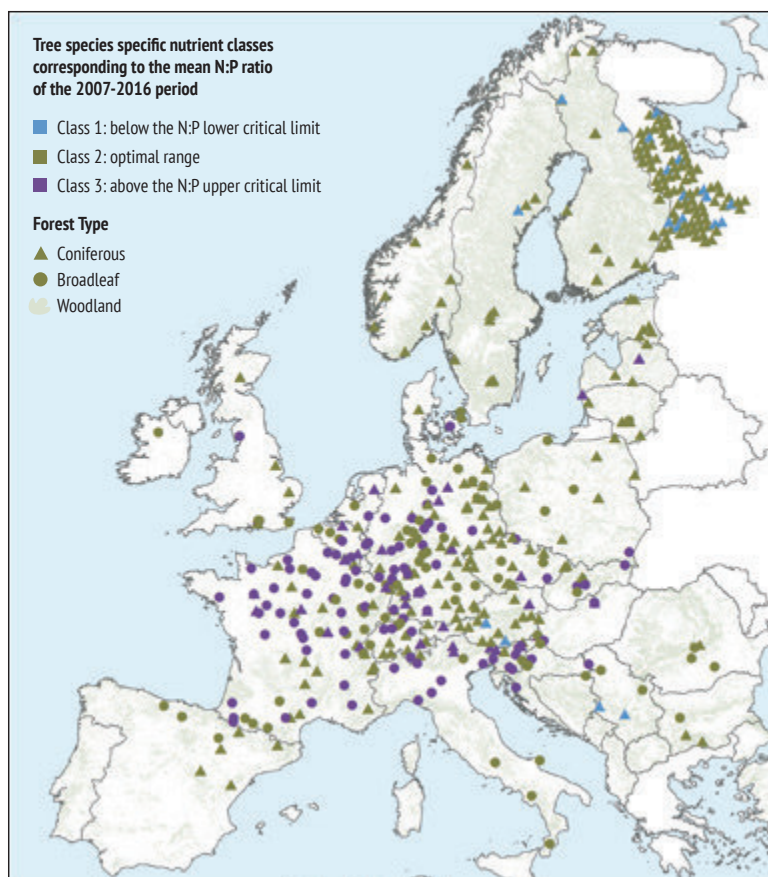 Tree species specific nutrient classes
corresponding to the mean N:P ratio
of the 2007-2016 period
Class 1: below the N:P lower critical limit
Class 2: optimal range
Class 3: above the N:P upper critical limit
Forest Type
Coniferous
Broadleaf
Woodland